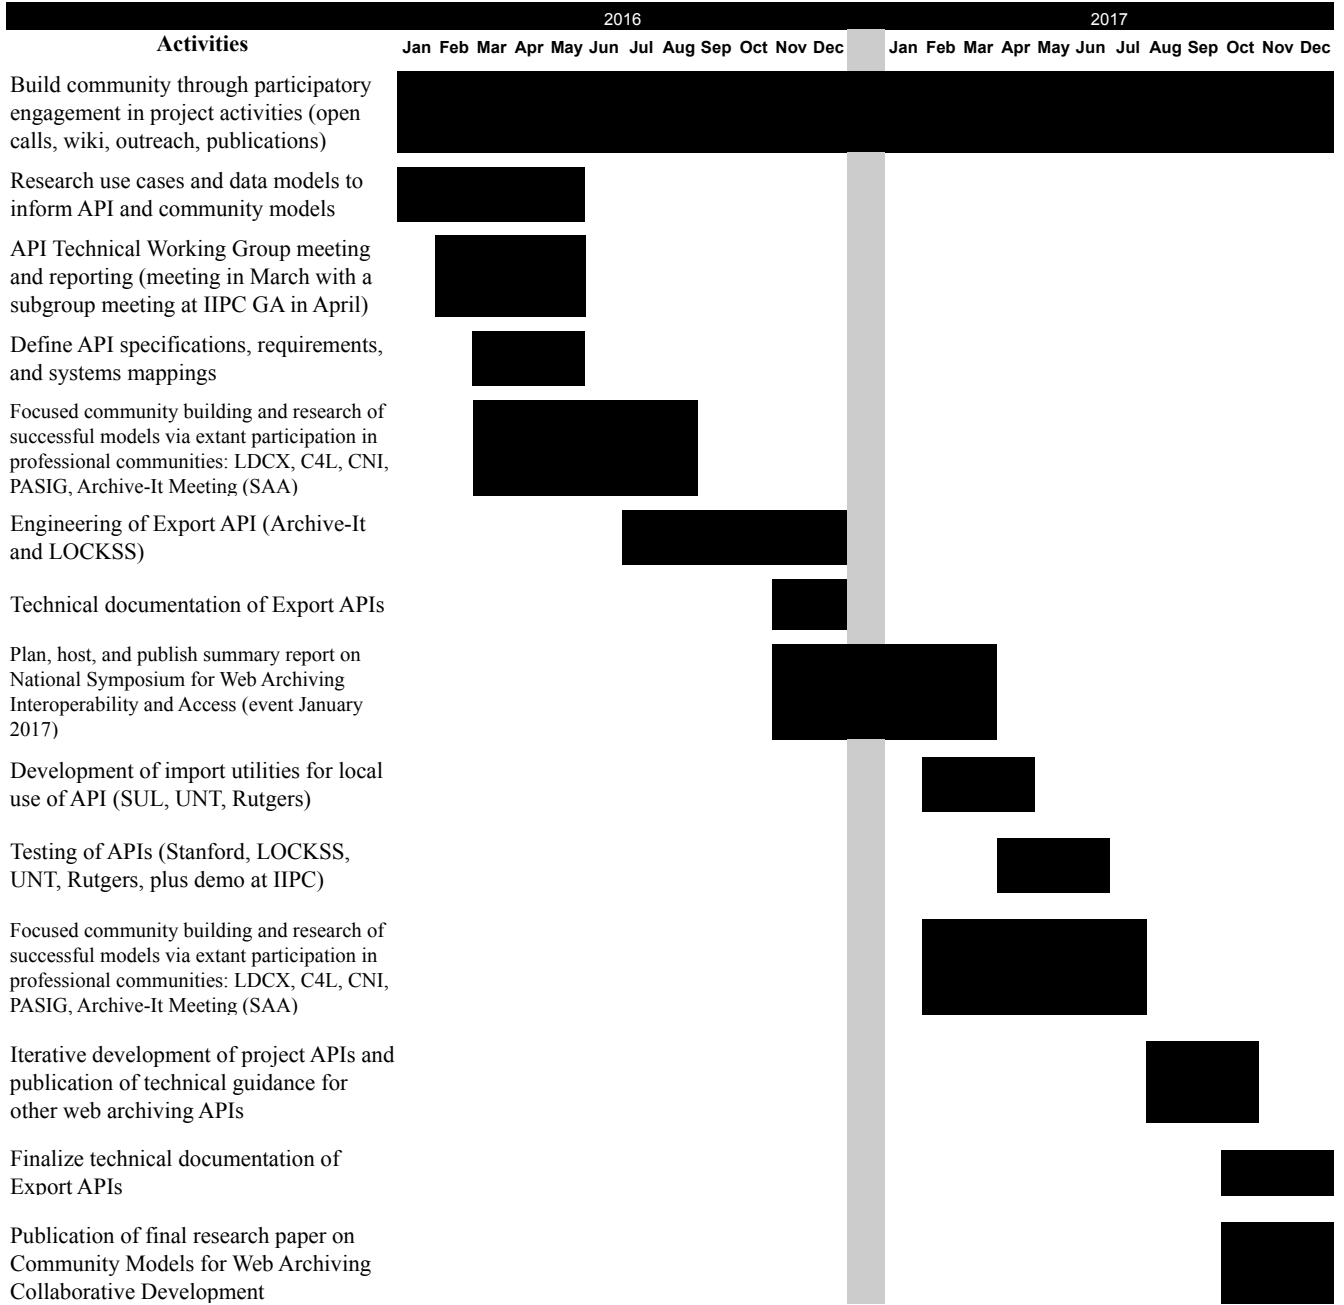 2016 2017
Activities Jan Feb Mar Apr May Jun Jul Aug Sep Oct Nov Dec Jan Feb Mar Apr May Jun Jul Aug Sep Oct Nov Dec
Build community through participatory
engagement in project activities (open
calls, wiki, outreach, publications)
Research use cases and data models to
inform API and community models
API Technical Working Group meeting
and reporting (meeting in March with a
subgroup meeting at IIPC GA in April)
Define API specifications, requirements,
and systems mappings
Focused community building and research of
successful models via extant participation in
professional communities: LDCX, C4L, CNI,
PASIG, Archive-It Meeting (SAA)
Engineering of Export API (Archive-It
and LOCKSS)
Technical documentation of Export APIs
Plan, host, and publish summary report on
National Symposium for Web Archiving
Interoperability and Access (event January
2017)
Development of import utilities for local
use of API (SUL, UNT, Rutgers)
Testing of APIs (Stanford, LOCKSS,
UNT, Rutgers, plus demo at IIPC)
Focused community building and research of
successful models via extant participation in
professional communities: LDCX, C4L, CNI,
PASIG, Archive-It Meeting (SAA)
Iterative development of project APIs and
publication of technical guidance for
other web archiving APIs
Finalize technical documentation of
Export APIs
Publication of final research paper on
Community Models for Web Archiving
Collaborative Development